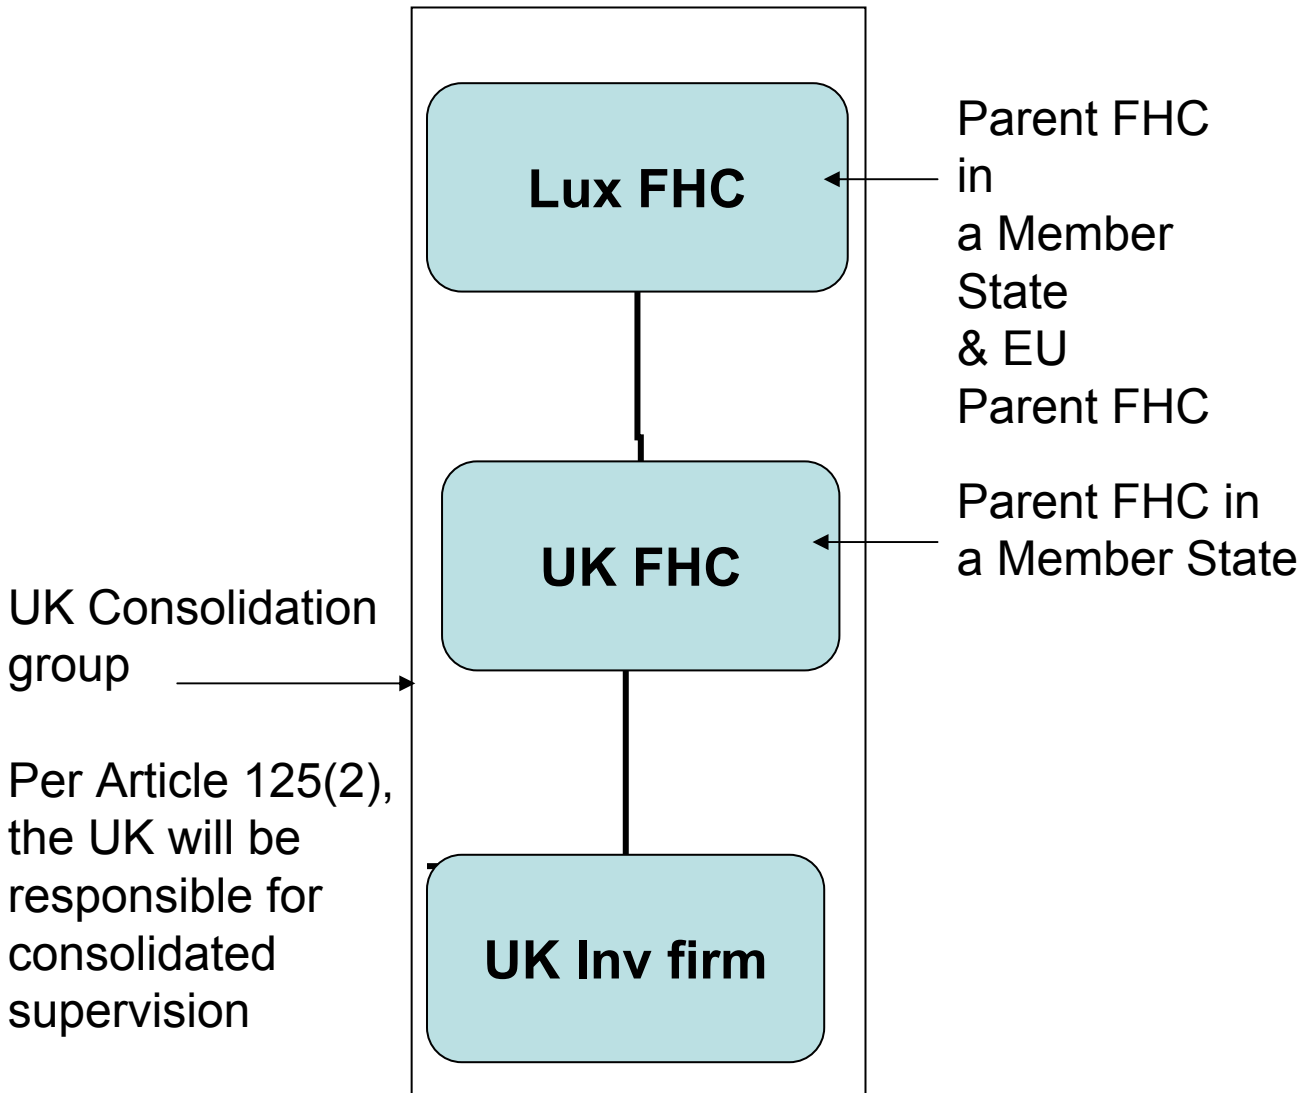 Lux FHC
Parent FHC
in
a Member
State
& EU
Parent FHC
UK FHC
Parent FHC in
a Member State
UK Consolidation
group
Per Article 125(2),
the UK will be
responsible for
consolidated
supervision
UK Inv firm